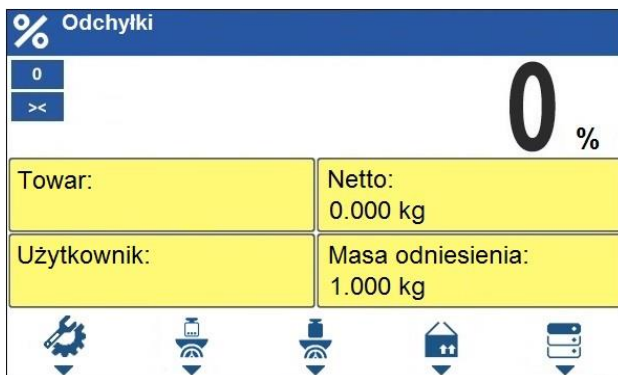 % Odchyłki
0
><
0 %
Towar:
Netto:
0.000 kg
Użytkownik:
Masa odniesienia:
1.000 kg